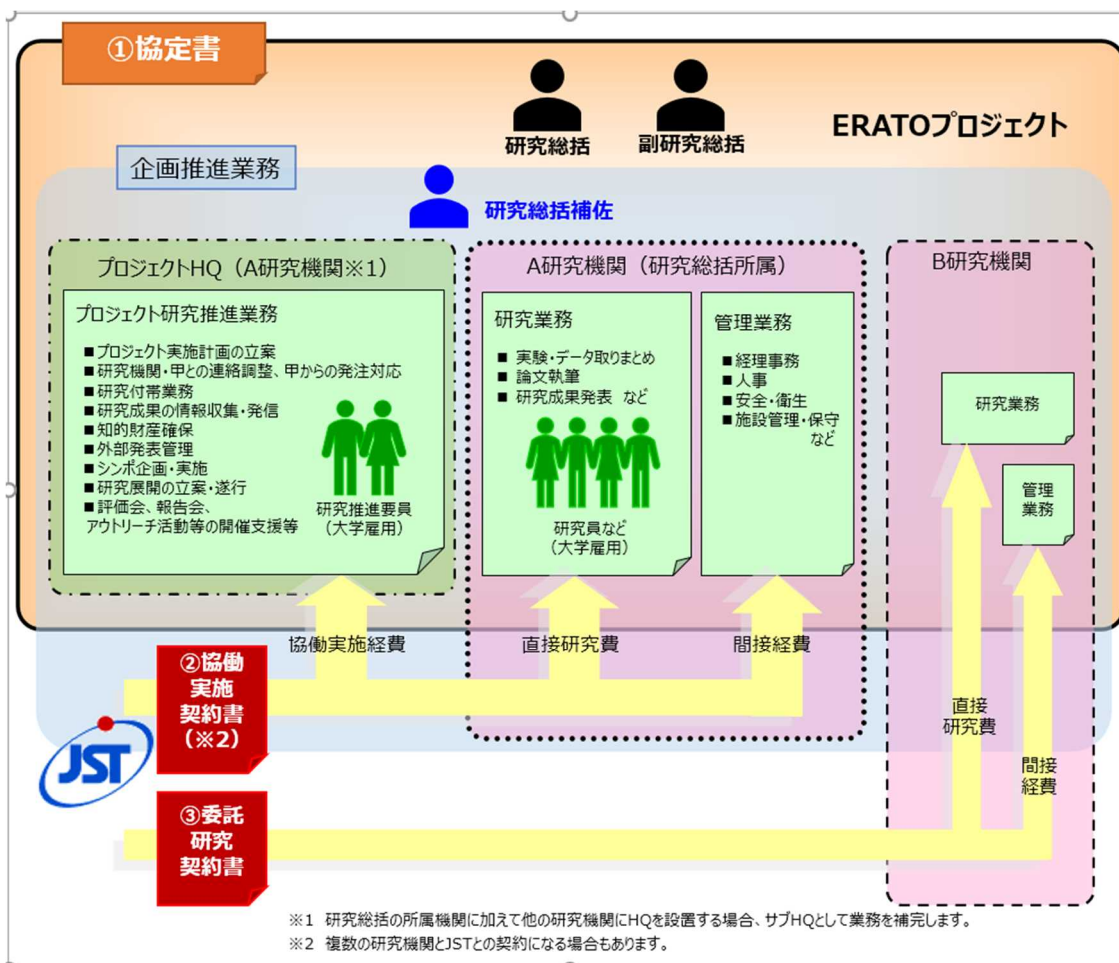 ①協定書
研究総括
副研究総括
ERATOプロジェクト
企画推進業務
研究総括補佐
プロジェクトHQ(A研究機関※1)
プロジェクト研究推進業務
■プロジェクト実施計画の立案
■研究機関・甲との連絡調整、甲からの発注対応
■研究付帯業務
■研究成果の情報収集・発信
■知的財産確保
■外部発表管理
■シンポ企画・実施
■研究展開の立案・遂行
■評価会、報告会、
アウトリーチ活動等の開催支援等
研究推進要員
(大学雇用)
A研究機関(研究総括所属)
研究業務
■ 実験・データ取りまとめ
■ 論文執筆
■ 研究成果発表 など
研究員など
(大学雇用)
管理業務
■経理事務
■人事
■安全・衛生
■施設管理・保守
など
B研究機関
研究業務
管理
業務
協働実施経費
直接研究費
間接経費
②協働
実施
契約書
(※2)
直接
研究費
間接
経費
JST
③委託
研究
契約書
※1 研究総括の所属機関に加えて他の研究機関にHQを設置する場合、サブHQとして業務を補完します。
※2 複数の研究機関とJSTとの契約になる場合もあります。